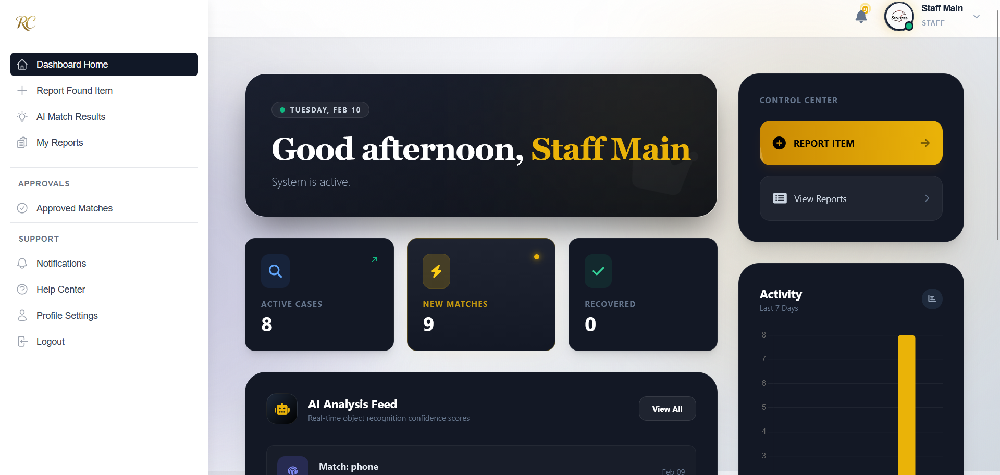 RC
Dashboard Home
Report Found Item
AI Match Results
My Reports
APPROVALS
Approved Matches
SUPPORT
Notifications
Help Center
Profile Settings
Logout
9
SENTINEL
Staff Main
STAFF
TUESDAY, FEB 10
Good afternoon, Staff Main
System is active.
ACTIVE CASES
8
NEW MATCHES
9
RECOVERED
0
AI Analysis Feed
Real-time object recognition confidence scores
View All
Match: phone
Feb 09
CONTROL CENTER
REPORT ITEM
View Reports
Activity
Last 7 Days
8
7
6
5
4
3